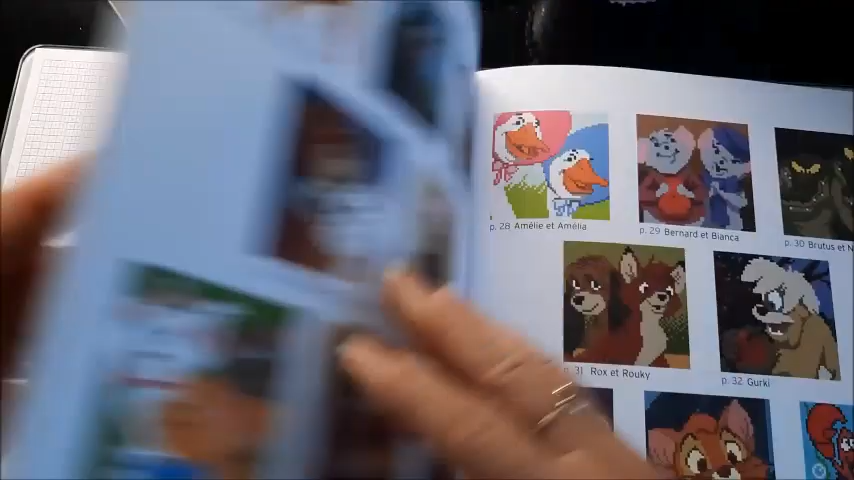 p. 28 Amélie et Amélia
p. 29 Bernard et Bianca
p. 30 Brutus et N
p. 31 Rox et Rouky
p. 32 Gurki